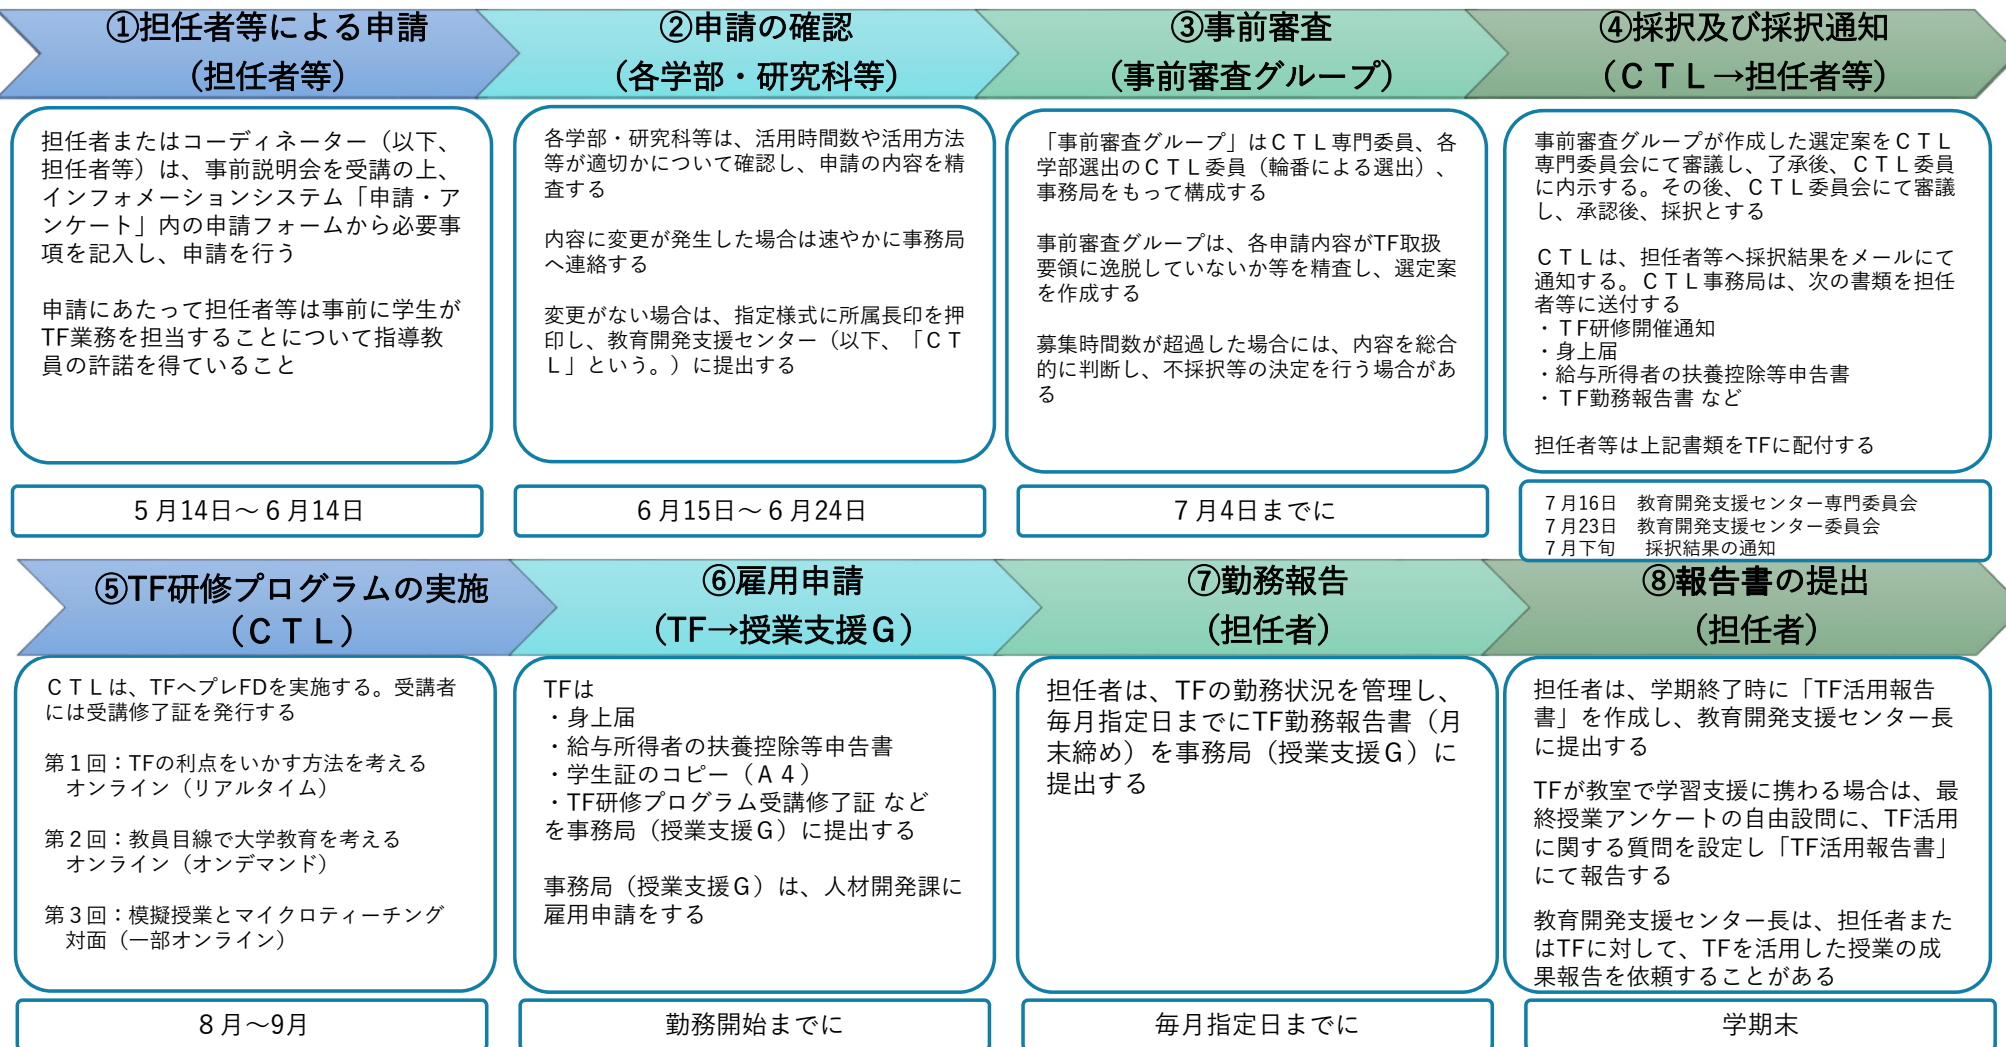 ①担任者等による申請
（担任者等）
担任者またはコーディネーター（以下、
担任者等）は、事前説明会を受講の上、
インフォメーションシステム「申請・ア
ンケート」内の申請フォームから必要事
項を記入し、申請を行う
申請にあたって担任者等は事前に学生が
TF業務を担当することについて指導教
員の許諾を得ていること
５月14日～６月14日
②申請の確認
（各学部・研究科等）
各学部・研究科等は、活用時間数や活用方法
等が適切かについて確認し、申請の内容を精
査する
内容に変更が発生した場合は速やかに事務局
へ連絡する
変更がない場合は、指定様式に所属長印を押
印し、教育開発支援センター（以下、「ＣＴ
Ｌ」という。）に提出する
６月15日～６月24日
③事前審査
（事前審査グループ）
「事前審査グループ」はＣＴＬ専門委員、各
学部選出のＣＴＬ委員（輪番による選出）、
事務局をもって構成する
事前審査グループは、各申請内容がTF取扱
要領に逸脱していないか等を精査し、選定案
を作成する
募集時間数が超過した場合には、内容を総合
的に判断し、不採択等の決定を行う場合があ
る
７月4日までに
④採択及び採択通知
（ＣＴＬ→担任者等）
事前審査グループが作成した選定案をＣＴＬ
専門委員会にて審議し、了承後、ＣＴＬ委員
に内示する。その後、ＣＴＬ委員会にて審議
し、承認後、採択とする
ＣＴＬは、担任者等へ採択結果をメールにて
通知する。ＣＴＬ事務局は、次の書類を担任
者等に送付する
・ＴF研修開催通知
・身上届
・給与所得者の扶養控除等申告書
・ＴF勤務報告書 など
担任者等は上記書類をTFに配付する
７月16日　教育開発支援センター専門委員会
７月23日　教育開発支援センター委員会
７月下旬　採択結果の通知
⑤TF研修プログラムの実施
（ＣＴＬ）
ＣＴＬは、TFへプレFDを実施する。受講者
には受講修了証を発行する
第１回：TFの利点をいかす方法を考える
オンライン（リアルタイム）
第２回：教員目線で大学教育を考える
オンライン（オンデマンド）
第３回：模擬授業とマイクロティーチング
対面（一部オンライン）
８月～9月
⑥雇用申請
（TF→授業支援Ｇ）
TFは
・身上届
・給与所得者の扶養控除等申告書
・学生証のコピー（Ａ４）
・TF研修プログラム受講修了証 など
を事務局（授業支援Ｇ）に提出する
事務局（授業支援Ｇ）は、人材開発課に
雇用申請をする
勤務開始までに
⑦勤務報告
（担任者）
担任者は、TFの勤務状況を管理し、
毎月指定日までにTF勤務報告書（月
末締め）を事務局（授業支援Ｇ）に
提出する
毎月指定日までに
⑧報告書の提出
（担任者）
担任者は、学期終了時に「TF活用報告
書」を作成し、教育開発支援センター長
に提出する
TFが教室で学習支援に携わる場合は、最
終授業アンケートの自由設問に、TF活用
に関する質問を設定し「TF活用報告書」
にて報告する
教育開発支援センター長は、担任者また
はTFに対して、TFを活用した授業の成
果報告を依頼することがある
学期末